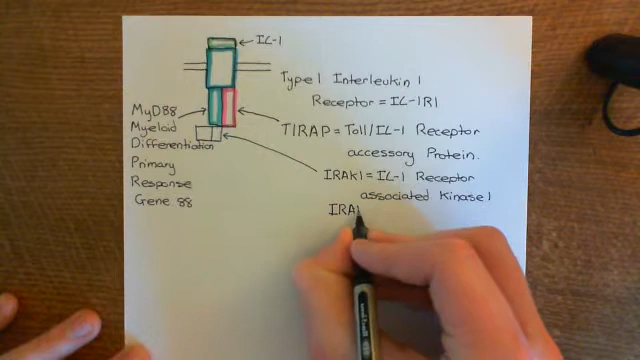 IL-1
Type 1 Interleukin 1
Receptor = IL-1R1
MyD88
Myeloid
Differentiation
Primary
Response
Gene 88
TIRAP = Toll/IL-1 Receptor
accessory Protein.
IRAK1 = IL-1 Receptor
associated Kinase 1
IRAK